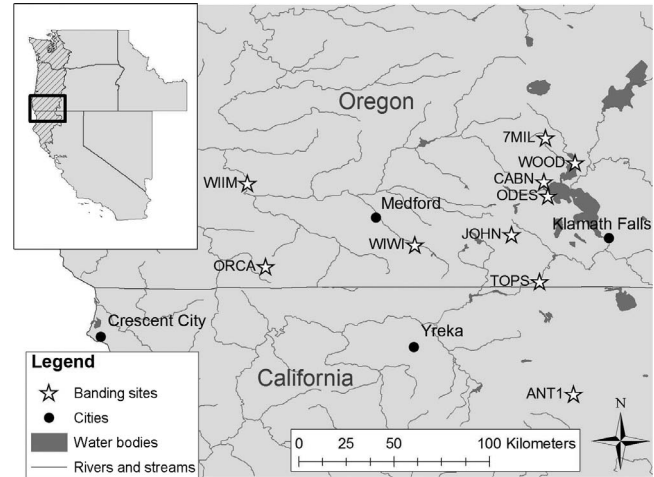 Oregon
7MIL
WOOD
CABN
ODES
WIIM
Medford
Klamath Falls
JOHN
WIWI
ORCA
TOPS
Crescent City
Yreka
California
ANT1
Legend
Banding sites
Cities
Water bodies
Rivers and streams
0 25 50 100 Kilometers
N